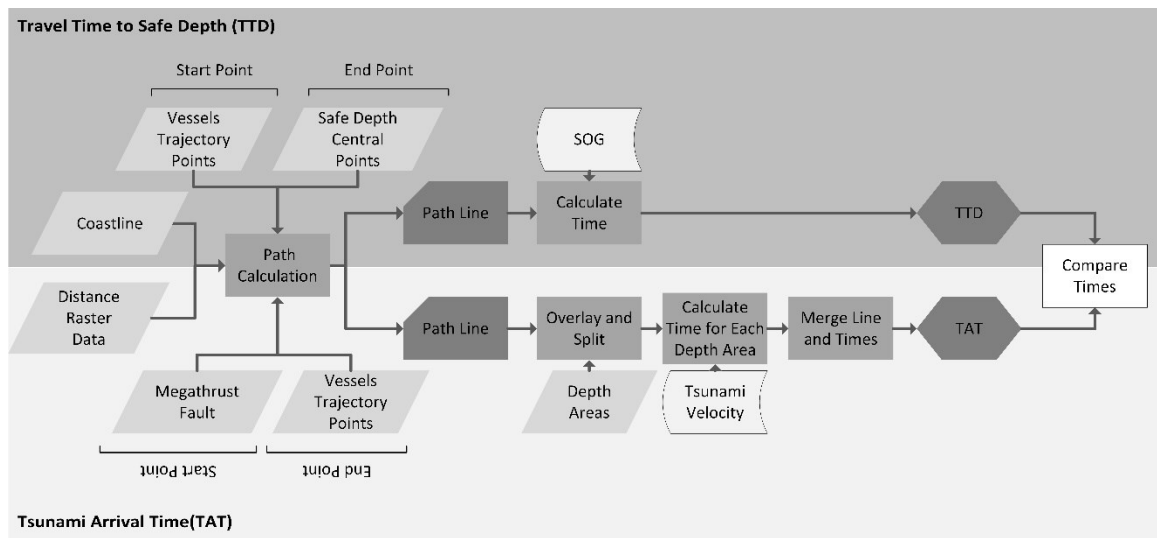 Travel Time to Safe Depth (TTD)
Start Point
End Point
Vessels
Trajectory
Points
Safe Depth
Central
Points
SOG
Coastline
Path Line
Calculate
Time
TTD
Path
Calculation
Compare
Times
Distance
Raster
Data
Path Line
Overlay and
Split
Calculate
Time for Each
Depth Area
Merge Line
and Times
TAT
Megathrust
Fault
Vessels
Trajectory
Points
Depth
Areas
Tsunami
Velocity
Start Point
End Point
Tsunami Arrival Time(TAT)